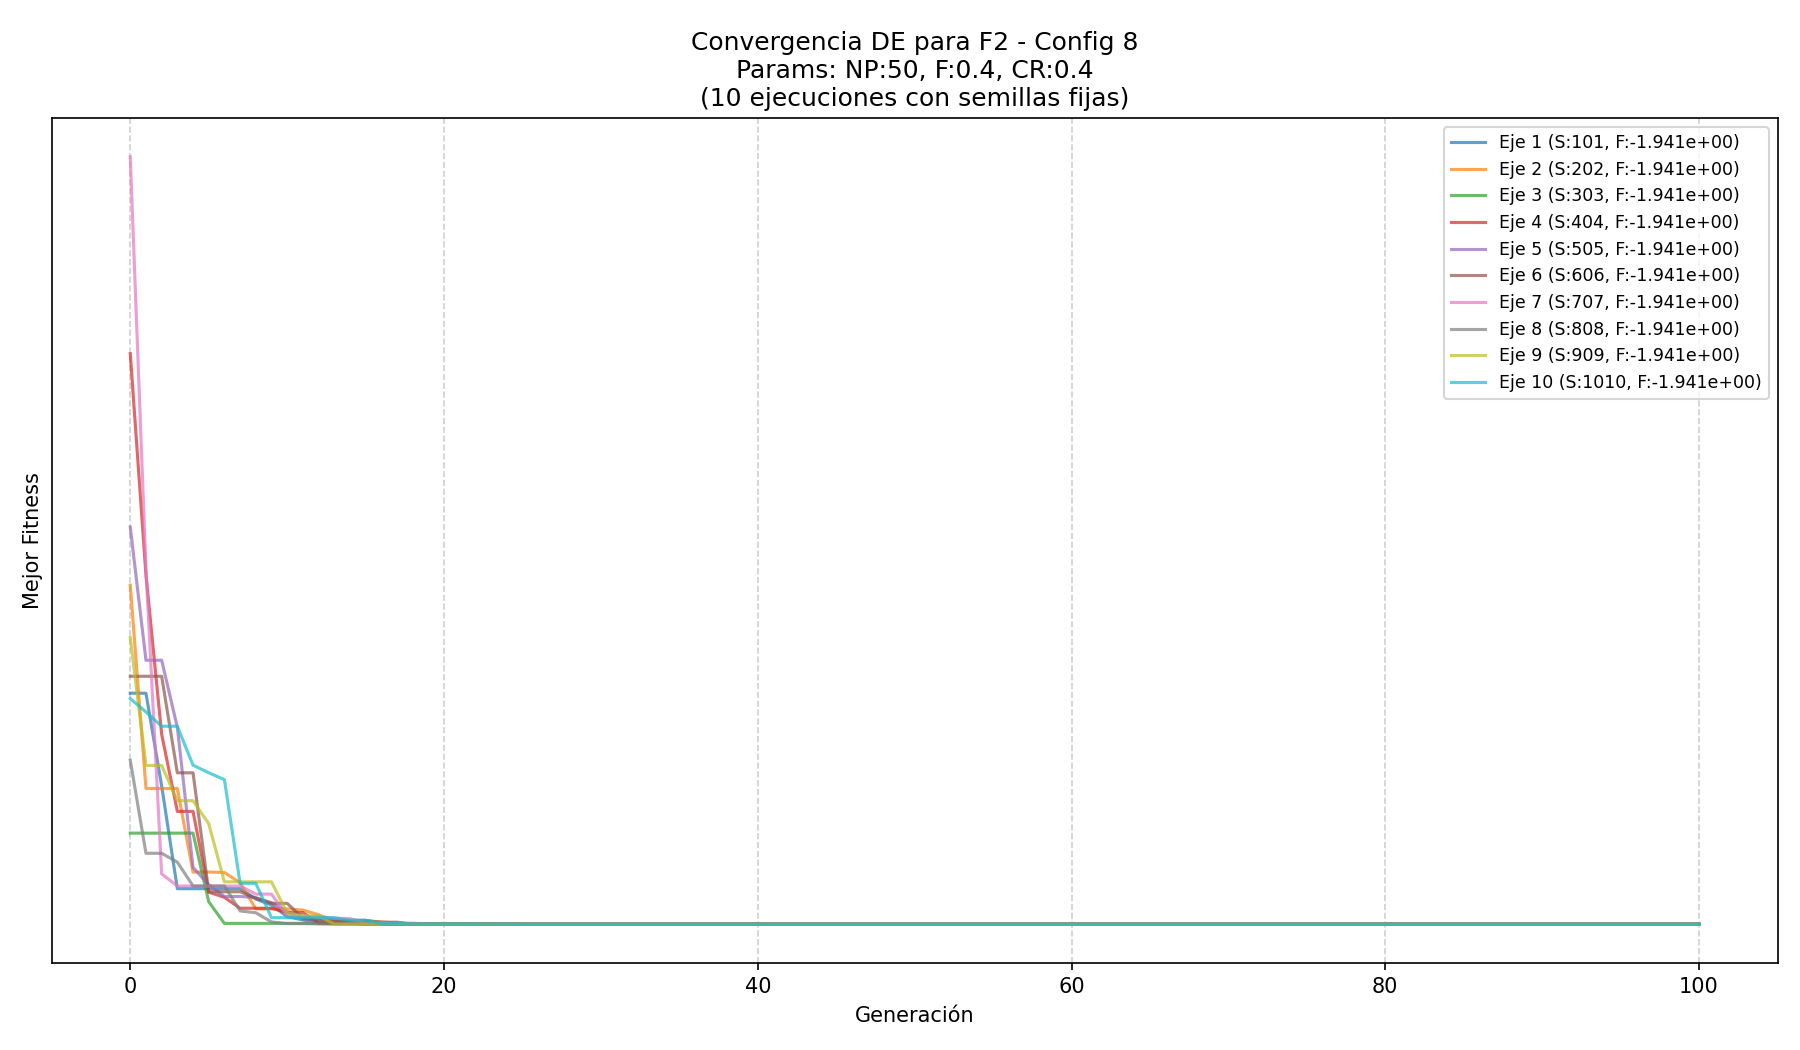 Convergencia DE para F2 - Config 8
Params: NP:50, F:0.4, CR:0.4
(10 ejecuciones con semillas fijas)
Eje 1 (S:101, F:-1.941e+00)
Eje 2 (S:202, F:-1.941e+00)
Eje 3 (S:303, F:-1.941e+00)
Eje 4 (S:404, F:-1.941e+00)
Eje 5 (S:505, F:-1.941e+00)
Eje 6 (S:606, F:-1.941e+00)
Eje 7 (S:707, F:-1.941e+00)
Eje 8 (S:808, F:-1.941e+00)
Eje 9 (S:909, F:-1.941e+00)
Eje 10 (S:1010, F:-1.941e+00)
Mejor Fitness
0 20 40 60 80 100
Generación